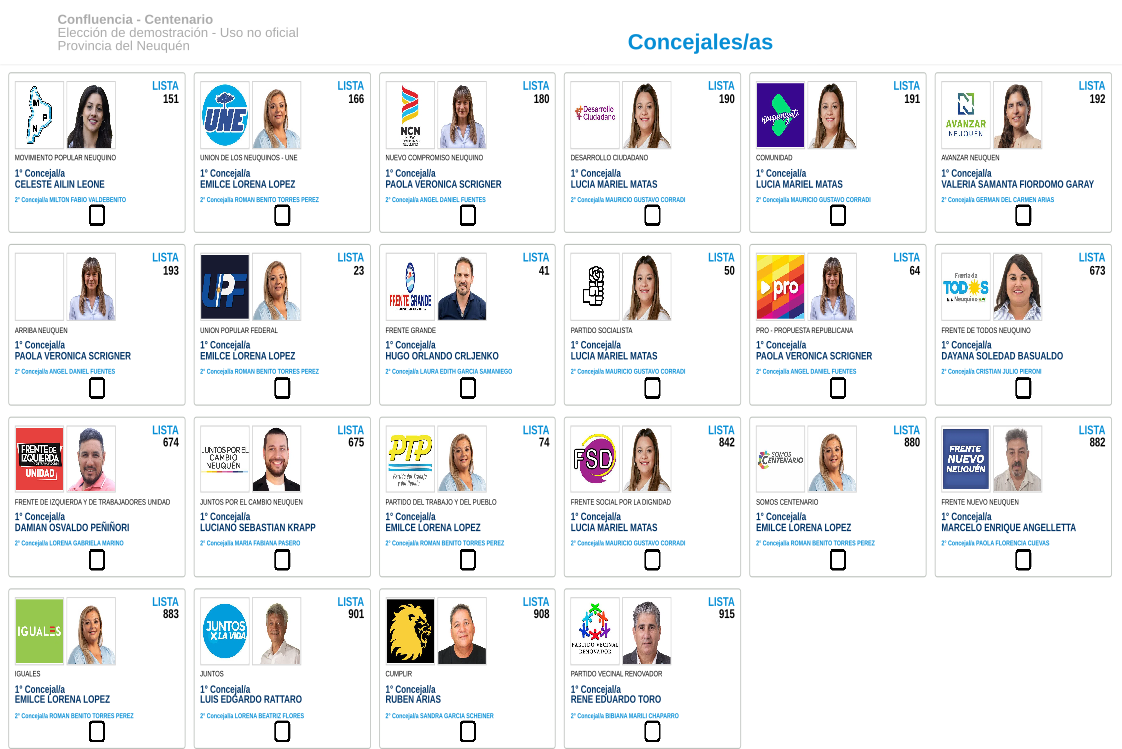 Confluencia - Centenario
Elección de demostración - Uso no oficial
Provincia del Neuquén
Concejales/as
LISTA
151
M
P
N
MOVIMIENTO POPULAR NEUQUINO
1° Concejal/a
CELESTE AILIN LEONE
2° Concejal/a MILTON FABIO VALDEBENITO
LISTA
166
UNE
UNION DE LOS NEUQUINOS - UNE
1° Concejal/a
EMILCE LORENA LOPEZ
2° Concejal/a ROMAN BENITO TORRES PEREZ
LISTA
180
NCN
NUEVO COMPROMISO NEUQUINO
1° Concejal/a
PAOLA VERONICA SCRIGNER
2° Concejal/a ANGEL DANIEL FUENTES
LISTA
190
Desarrollo
Ciudadano
DESARROLLO CIUDADANO
1° Concejal/a
LUCIA MARIEL MATAS
2° Concejal/a MAURICIO GUSTAVO CORRADI
LISTA
191
COMUNIDAD
1° Concejal/a
LUCIA MARIEL MATAS
2° Concejal/a MAURICIO GUSTAVO CORRADI
LISTA
192
AVANZAR
NEUQUEN
AVANZAR NEUQUEN
1° Concejal/a
VALERIA SAMANTA FIORDOMO GARAY
2° Concejal/a GERMAN DEL CARMEN ARIAS
LISTA
193
ARRIBA NEUQUEN
1° Concejal/a
PAOLA VERONICA SCRIGNER
2° Concejal/a ANGEL DANIEL FUENTES
LISTA
23
UPF
UNION POPULAR FEDERAL
1° Concejal/a
EMILCE LORENA LOPEZ
2° Concejal/a ROMAN BENITO TORRES PEREZ
LISTA
41
FRENTE GRANDE
FRENTE GRANDE
1° Concejal/a
HUGO ORLANDO CRLJENKO
2° Concejal/a LAURA EDITH GARCIA SAMANIEGO
LISTA
50
PARTIDO SOCIALISTA
1° Concejal/a
LUCIA MARIEL MATAS
2° Concejal/a MAURICIO GUSTAVO CORRADI
LISTA
64
pro
PRO - PROPUESTA REPUBLICANA
1° Concejal/a
PAOLA VERONICA SCRIGNER
2° Concejal/a ANGEL DANIEL FUENTES
LISTA
673
Frente de
TODOS
Neuquino
FRENTE DE TODOS NEUQUINO
1° Concejal/a
DAYANA SOLEDAD BASUALDO
2° Concejal/a CRISTIAN JULIO PIERONI
LISTA
674
FRENTE DE
IZQUIERDA
UNIDAD
FRENTE DE IZQUIERDA Y DE TRABAJADORES UNIDAD
1° Concejal/a
DAMIAN OSVALDO PEÑIÑORI
2° Concejal/a LORENA GABRIELA MARINO
LISTA
675
JUNTOS POR EL
CAMBIO
NEUQUÉN
JUNTOS POR EL CAMBIO NEUQUEN
1° Concejal/a
LUCIANO SEBASTIAN KRAPP
2° Concejal/a MARIA FABIANA PASERO
LISTA
74
PTP
PARTIDO DEL TRABAJO Y DEL PUEBLO
1° Concejal/a
EMILCE LORENA LOPEZ
2° Concejal/a ROMAN BENITO TORRES PEREZ
LISTA
842
FSD
FRENTE SOCIAL POR LA DIGNIDAD
1° Concejal/a
LUCIA MARIEL MATAS
2° Concejal/a MAURICIO GUSTAVO CORRADI
LISTA
880
SOMOS
CENTENARIO
SOMOS CENTENARIO
1° Concejal/a
EMILCE LORENA LOPEZ
2° Concejal/a ROMAN BENITO TORRES PEREZ
LISTA
882
FRENTE
NUEVO
NEUQUÉN
FRENTE NUEVO NEUQUEN
1° Concejal/a
MARCELO ENRIQUE ANGELLETTA
2° Concejal/a PAOLA FLORENCIA CUEVAS
LISTA
883
IGUALES
IGUALES
1° Concejal/a
EMILCE LORENA LOPEZ
2° Concejal/a ROMAN BENITO TORRES PEREZ
LISTA
901
JUNTOS
X LA VIDA
JUNTOS
1° Concejal/a
LUIS EDGARDO RATTARO
2° Concejal/a LORENA BEATRIZ FLORES
LISTA
908
CUMPLIR
1° Concejal/a
RUBEN ARIAS
2° Concejal/a SANDRA GARCIA SCHEINER
LISTA
915
PARTIDO VECINAL
RENOVADOR
PARTIDO VECINAL RENOVADOR
1° Concejal/a
RENE EDUARDO TORO
2° Concejal/a BIBIANA MARILI CHAPARRO